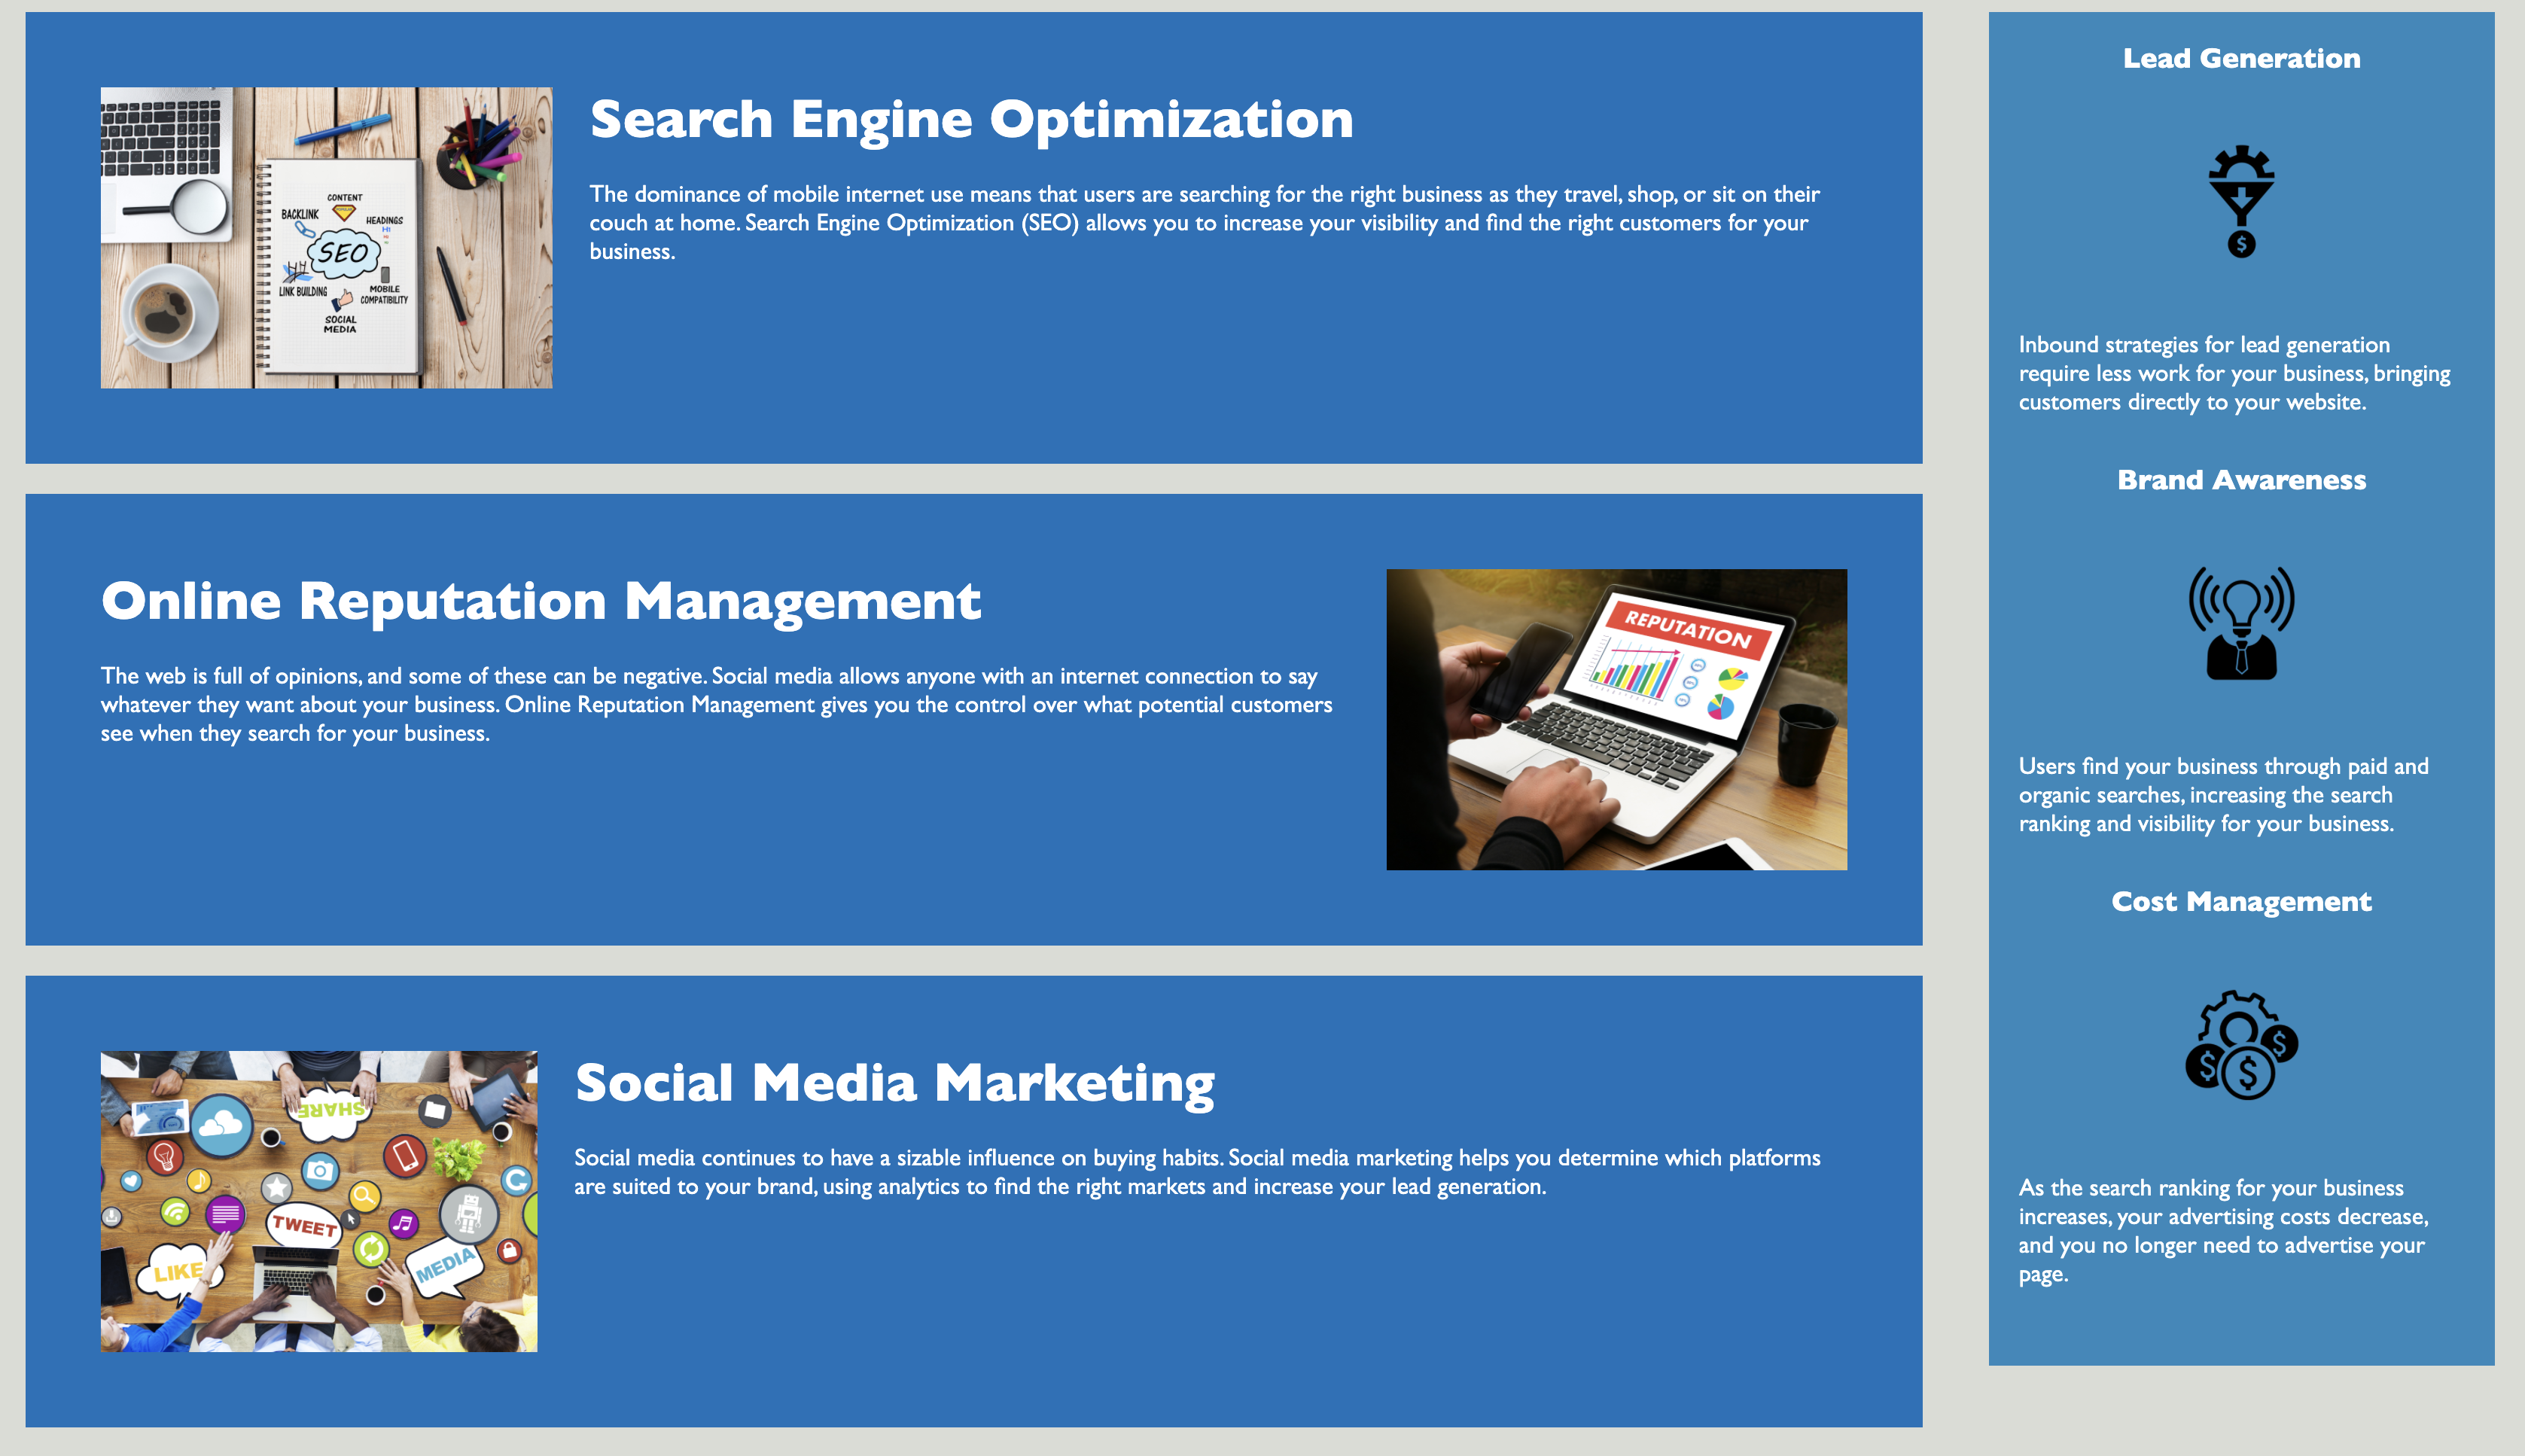 Search Engine Optimization
The dominance of mobile internet use means that users are searching for the right business as they travel, shop, or sit on their
couch at home. Search Engine Optimization (SEO) allows you to increase your visibility and find the right customers for your
business.
CONTENT
BACKLINK
HEADINGS
H1
SEO
LINK BUILDING
MOBILE
COMPATIBILITY
SOCIAL
MEDIA
Online Reputation Management
The web is full of opinions, and some of these can be negative. Social media allows anyone with an internet connection to say
whatever they want about your business. Online Reputation Management gives you the control over what potential customers
see when they search for your business.
REPUTATION
Social Media Marketing
Social media continues to have a sizable influence on buying habits. Social media marketing helps you determine which platforms
are suited to your brand, using analytics to find the right markets and increase your lead generation.
SHARE
TWEET
LIKE
MEDIA
Lead Generation
$
Inbound strategies for lead generation
require less work for your business, bringing
customers directly to your website.
Brand Awareness
Users find your business through paid and
organic searches, increasing the search
ranking and visibility for your business.
Cost Management
$
$
$
As the search ranking for your business
increases, your advertising costs decrease,
and you no longer need to advertise your
page.